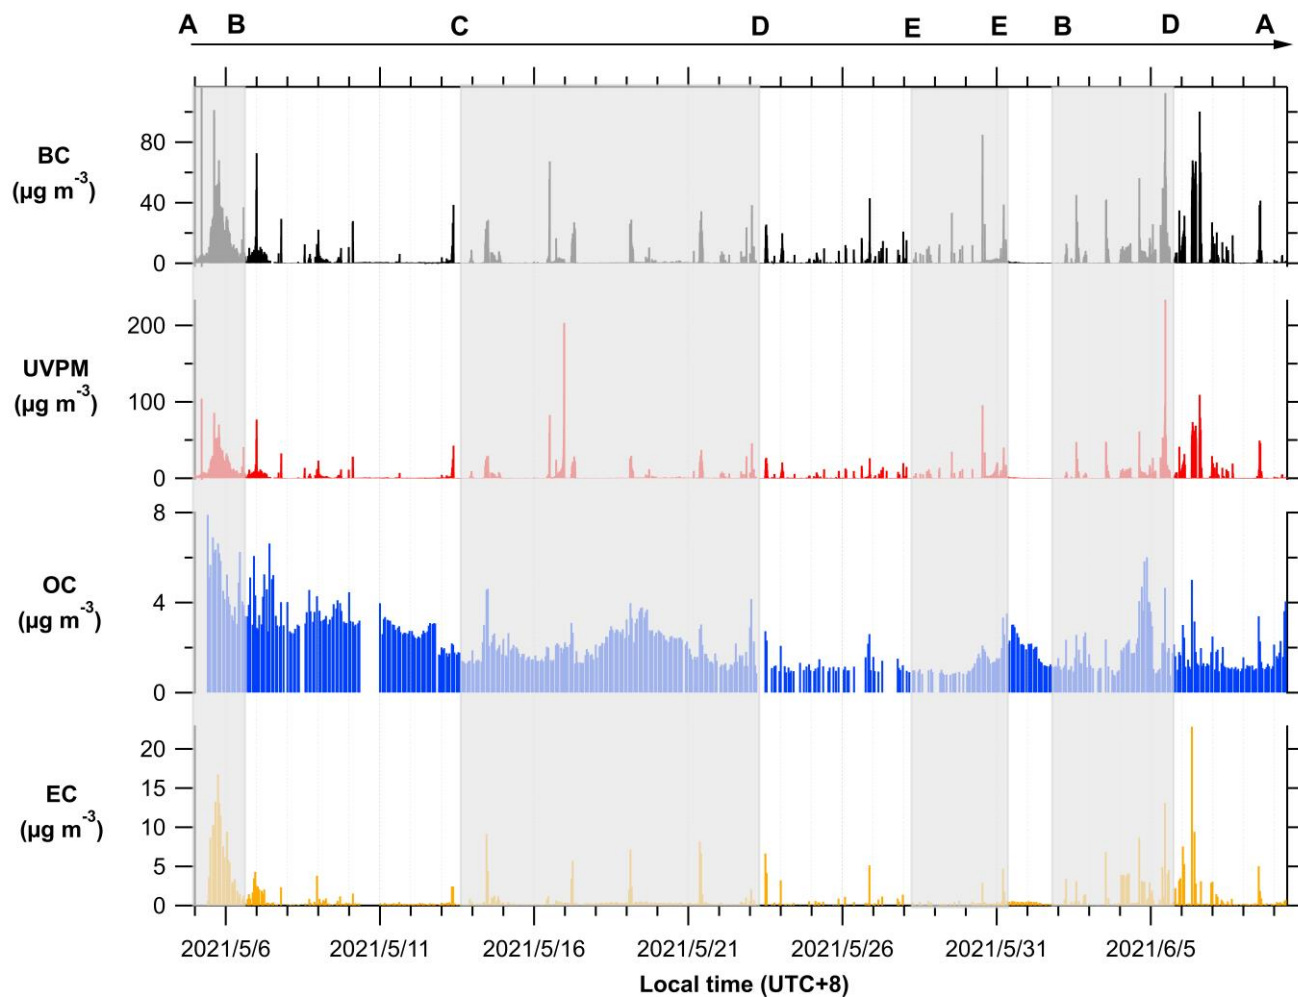 A B C D E E B D A
BC
(µg m-3)
80
40
0
UVPM
(µg m-3)
200
100
0
OC
(µg m-3)
8
4
0
EC
(µg m-3)
20
15
10
5
0
2021/5/6 2021/5/11 2021/5/16 2021/5/21 2021/5/26 2021/5/31 2021/6/5
Local time (UTC+8)